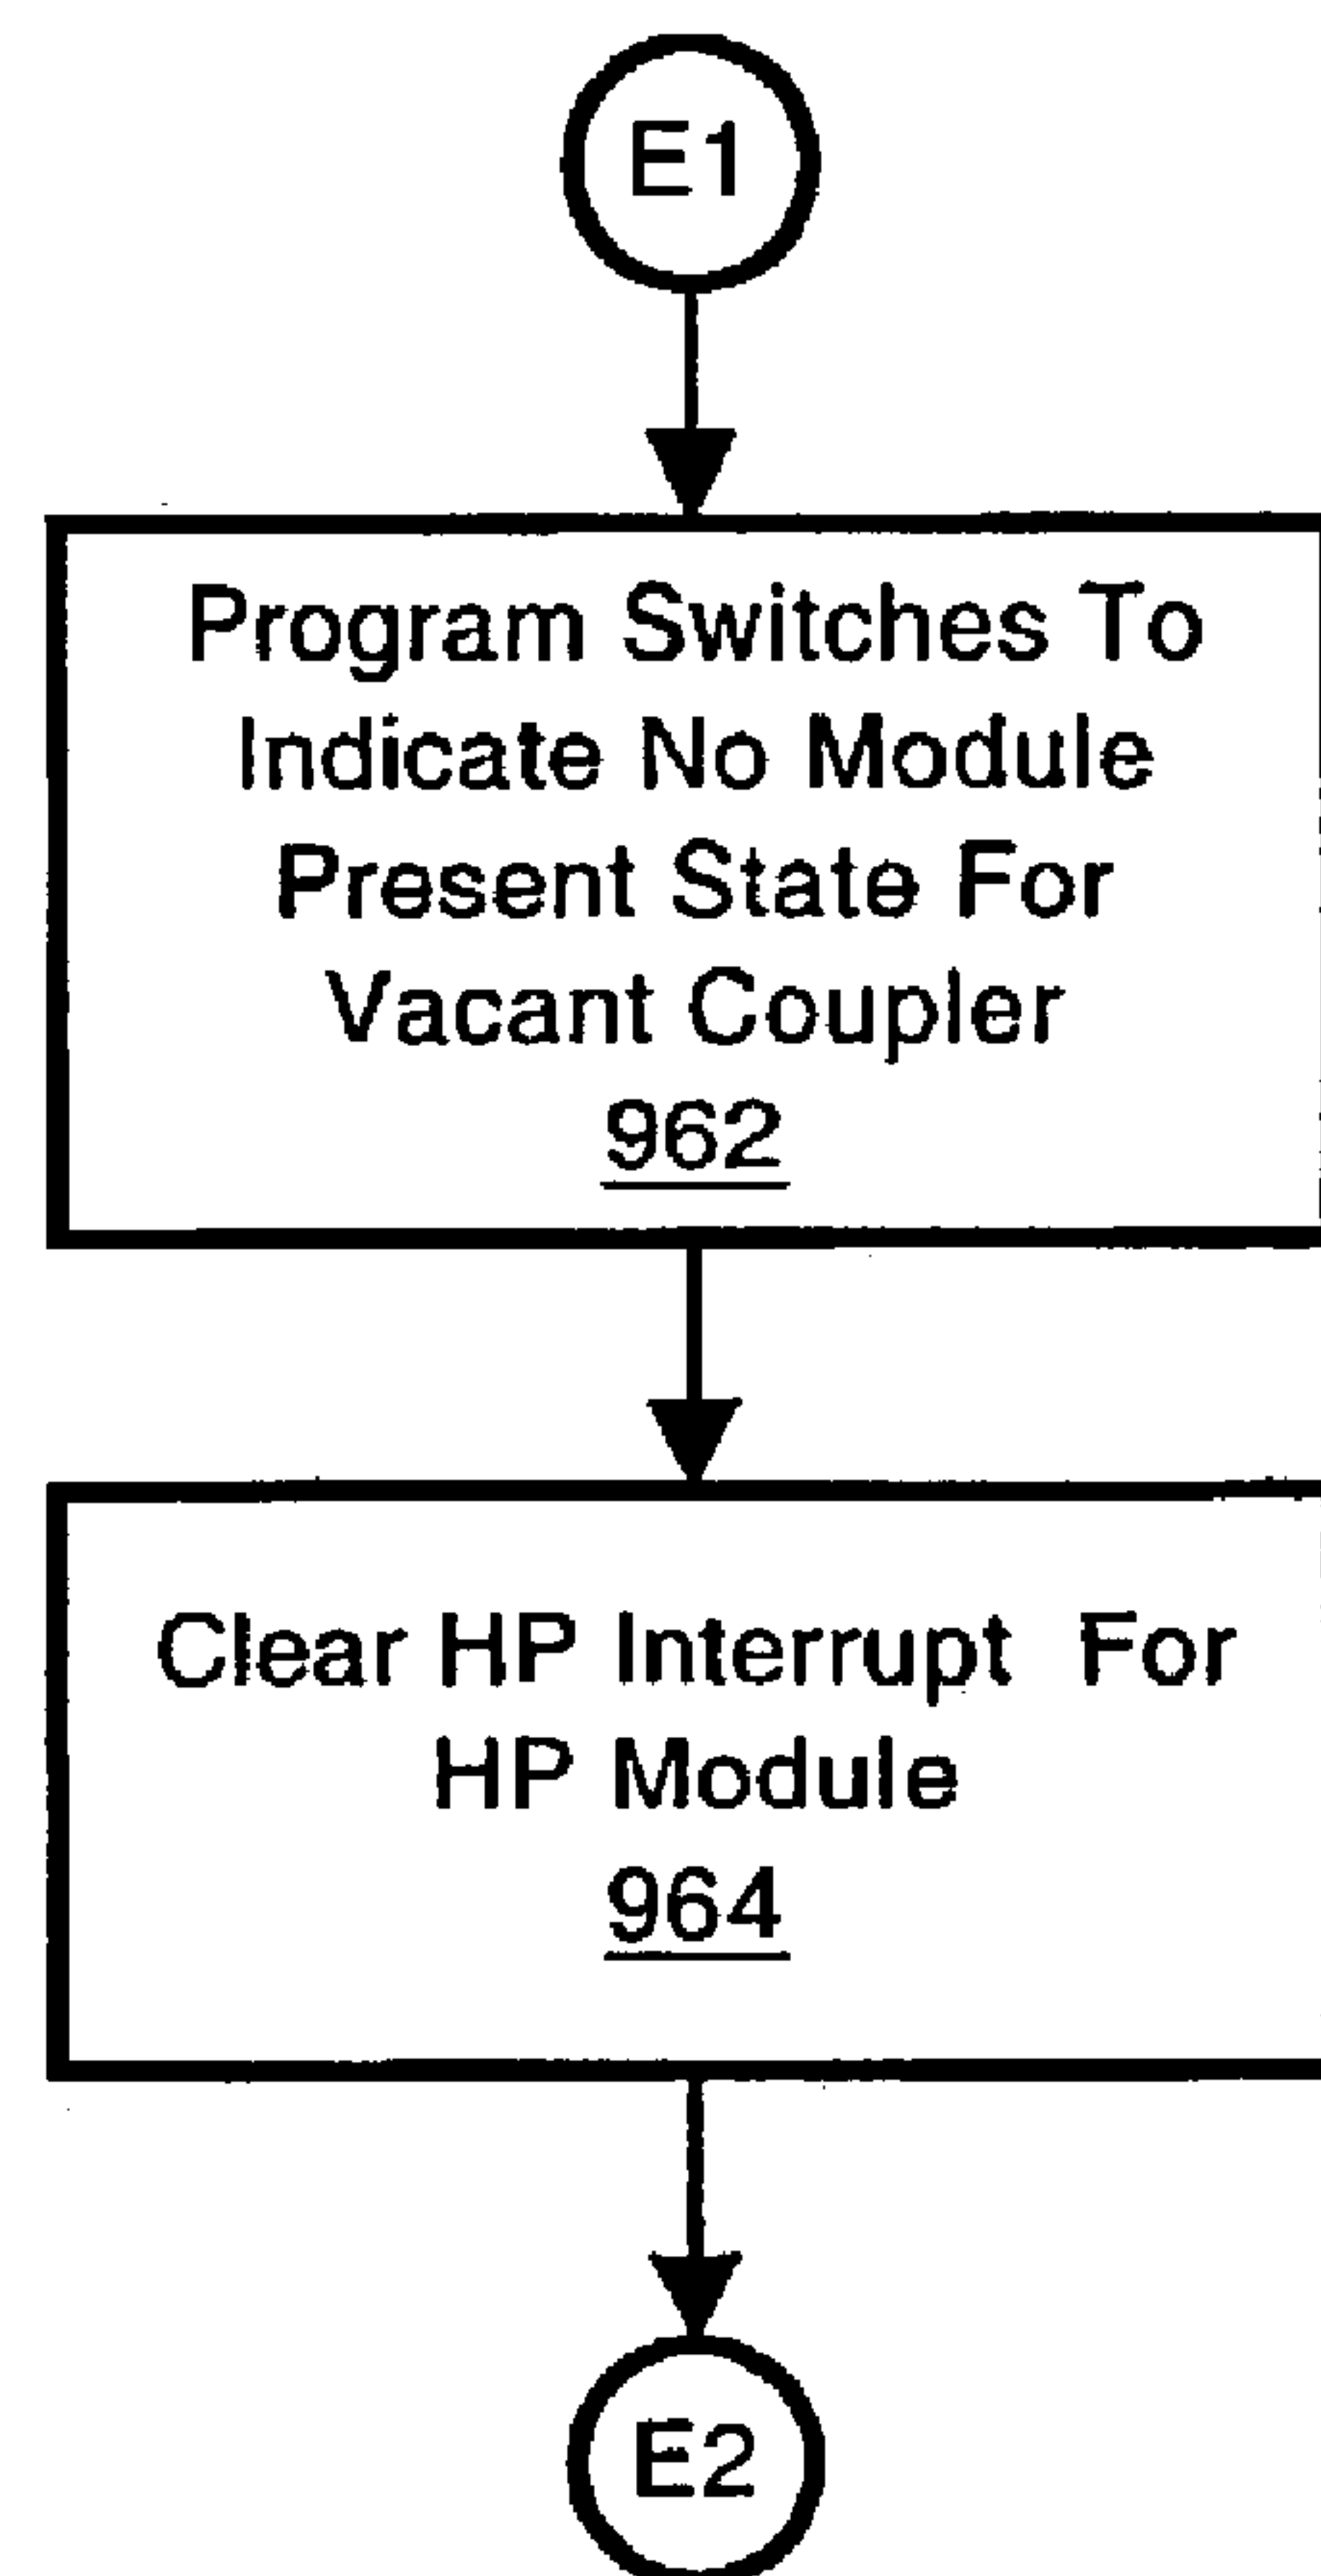 E1
Program Switches To
Indicate No Module
Present State For
Vacant Coupler
962
Clear HP Interrupt For
HP Module
964
E2